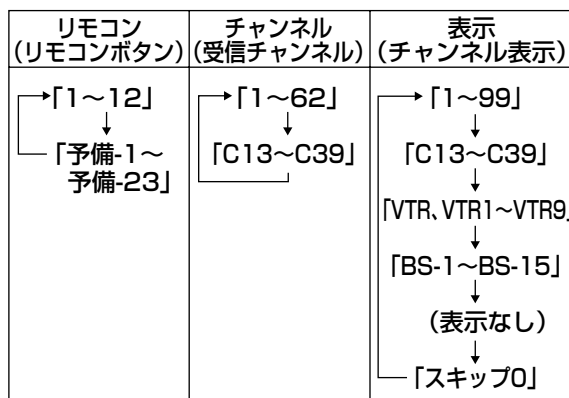 リモコン
（リモコンボタン）
「1〜12」
「予備-1〜
予備-23」
チャンネル
（受信チャンネル）
「1〜62」
「C13〜C39」
表示
（チャンネル表示）
「1〜99」
「C13〜C39」
「VTR、VTR1〜VTR9」
「BS-1〜BS-15」
（表示なし）
「スキップ0」